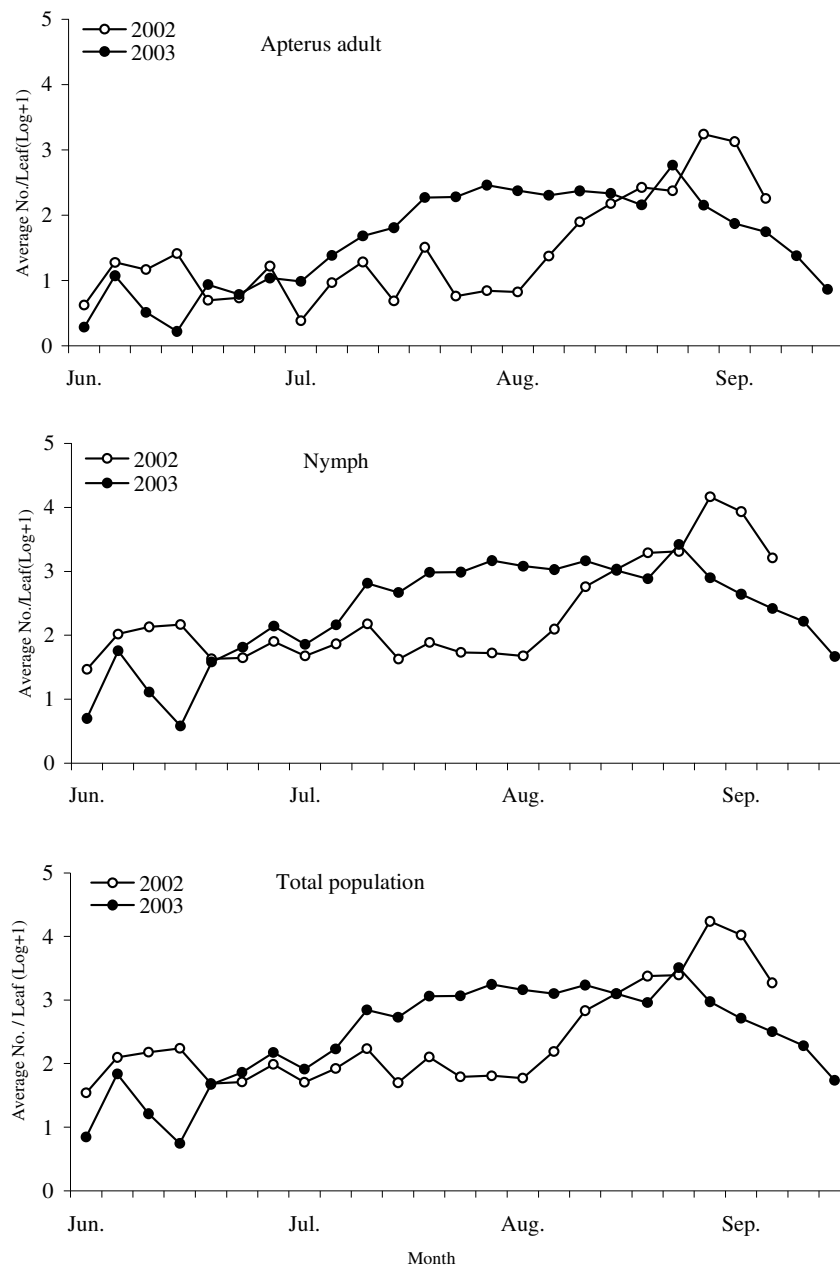 5
2002
2003
Apterus adult
4
3
2
1
0
Average No./Leaf(Log+1)
Jun. Jul. Aug. Sep.
5
2002
2003
Nymph
4
3
2
1
0
Average No./Leaf(Log+1)
Jun. Jul. Aug. Sep.
5
2002
2003
Total population
4
3
2
1
0
Average No. / Leaf (Log+1)
Jun. Jul. Aug. Sep.
Month